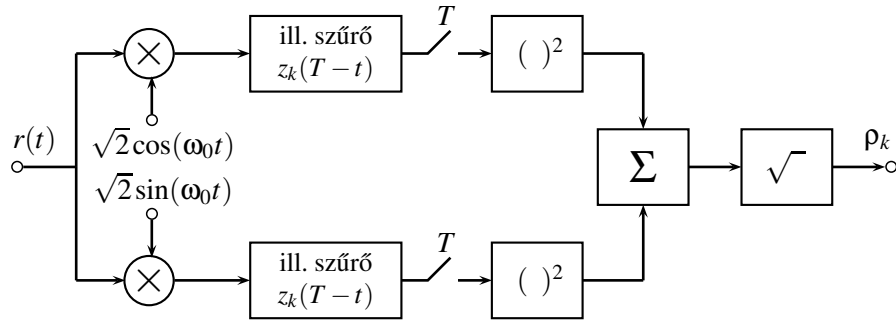 T
ill. szűrő
z_k(T − t)
( )²
r(t)
√2 cos(ω₀t)
√2 sin(ω₀t)
Σ
√
ρ_k
T
ill. szűrő
z_k(T − t)
( )²